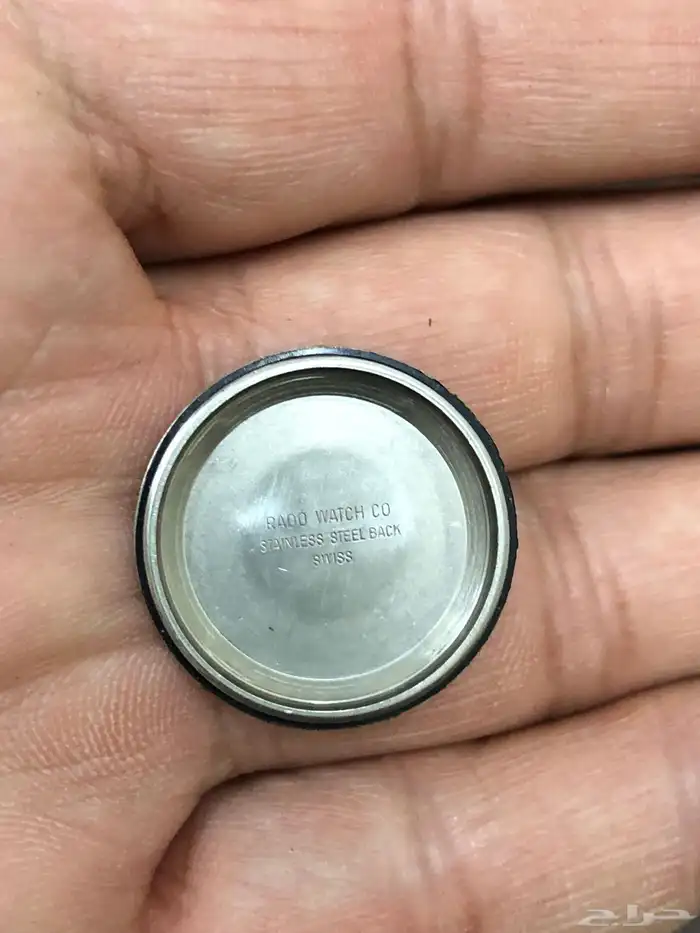 RADO WATCH CO
STAINLESS STEEL BACK
SWISS
حراج